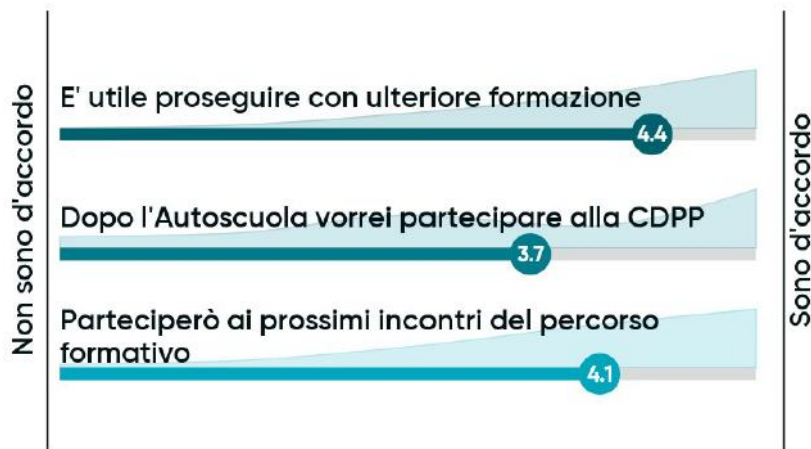 Non sono d'accordo
E' utile proseguire con ulteriore formazione
4.4
Dopo l'Autoscuola vorrei partecipare alla CDPP
3.7
Parteciperò ai prossimi incontri del percorso
formativo
4.1
Sono d'acccordo